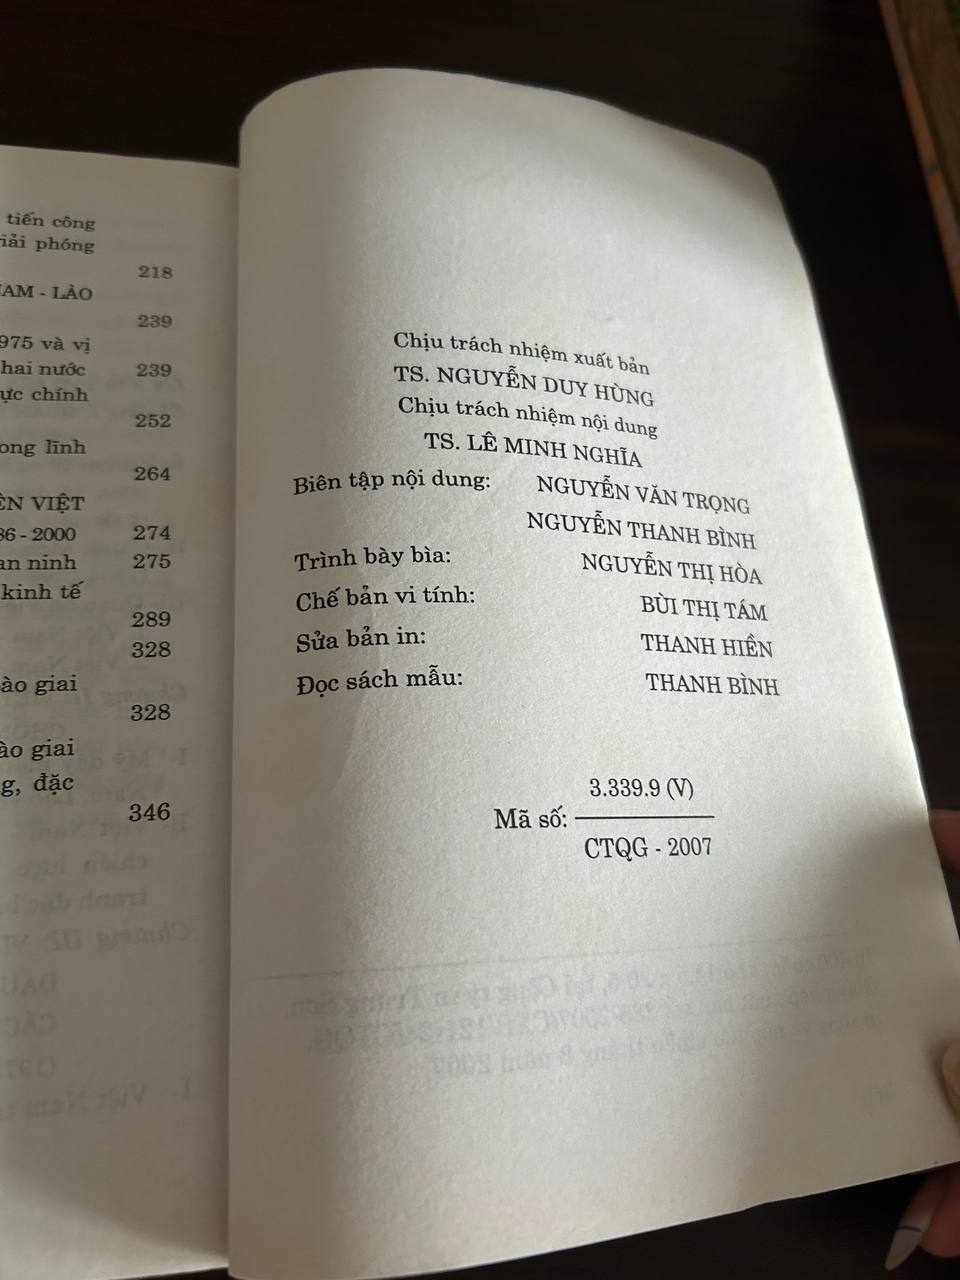 tiến công
iải phóng
218
AM - LÀO
239
975 và vị
hai nước 239
ực chính
252
ong lĩnh
264
ÊN VIỆT
86 - 2000 274
an ninh 275
kinh tế
289
328
ào giai
328
ào giai
g, đặc
346
Chịu trách nhiệm xuất bản
TS. NGUYỄN DUY HÙNG
Chịu trách nhiệm nội dung
TS. LÊ MINH NGHĨA
Biên tập nội dung: NGUYỄN VĂN TRỌNG
NGUYỄN THANH BÌNH
Trình bày bìa: NGUYỄN THỊ HÒA
Chế bản vi tính: BÙI THỊ TÁM
Sửa bản in: THANH HIỀN
Đọc sách mẫu: THANH BÌNH
3.339.9 (V)
Mã số:
CTQG - 2007